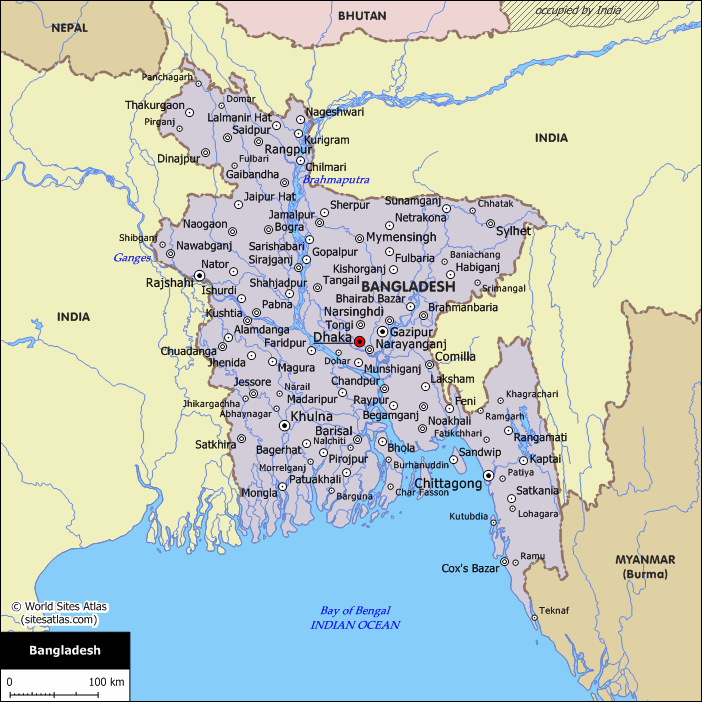 occupied by India
BHUTAN
NEPAL
Panchagarh
Domar
Thakurgaon
Nageshwari
Lalmanir Hat
Pirganj
Saidpur
Kurigram
Rangpur
INDIA
Dinajpur
Fulbari
Chilmari
Gaibandha
Brahmaputra
Jaipur Hat
Sherpur
Sunamganj
Chhatak
Jamalpur
Netrakona
Naogaon
Bogra
Sylhet
Shibganj
Mymensingh
Nawabganj
Sarishabari
Gopalpur
Fulbaria
Baniachang
Ganges
Sirajganj
Nator
Kishorganj
Habiganj
Rajshahi
Shahjadpur
Tangail
BANGLADESH
Srimangal
Ishurdi
Bhairab Bazar
Pabna
Kushtia
Narsinghdi
Brahmanbaria
INDIA
Tongi
Alamdanga
Gazipur
Dhaka
Faridpur
Narayanganj
Chuadanga
Dohar
Comilla
Jhenida
Magura
Munshiganj
Jessore
Narail
Chandpur
Laksham
Jhikargachha
Madaripur
Raypur
Feni
Khagrachari
Abhaynagar
Begamganj
Ramgarh
Khulna
Noakhali
Satkhira
Barisal
Fatikchhari
Rangamati
Nalchiti
Bagerhat
Bhola
Sandwip
Pirojpur
Kaptai
Morrelganj
Burhanuddin
Patuakhali
Patiya
Chittagong
Mongla
Barguna
Char Fasson
Satkania
Lohagara
Kutubdia
Ramu
Cox's Bazar
MYANMAR
(Burma)
© World Sites Atlas
(sitesatlas.com)
Bay of Bengal
INDIAN OCEAN
Teknaf
Bangladesh
0 100 km